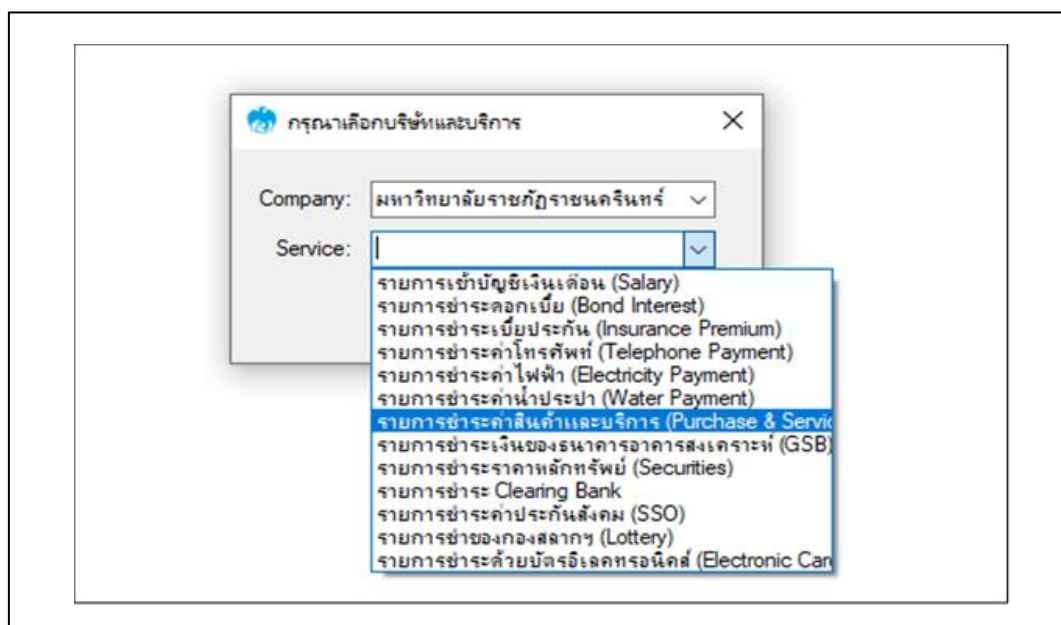 กรุณาเลือกบริษัทและบริการ
Company: มหาวิทยาลัยราชภัฏราชนครินทร์
Service:
รายการเข้าบัญชีเงินเดือน (Salary)
รายการชำระดอกเบี้ย (Bond Interest)
รายการชำระเบี้ยประกัน (Insurance Premium)
รายการชำระค่าโทรศัพท์ (Telephone Payment)
รายการชำระค่าไฟฟ้า (Electricity Payment)
รายการชำระค่าน้ำประปา (Water Payment)
รายการชำระค่าสินค้าและบริการ (Purchase & Servic
รายการชำระเงินของธนาคารอาคารสงเคราะห์ (GSB)
รายการชำระราคาหลักทรัพย์ (Securities)
รายการชำระ Clearing Bank
รายการชำระค่าประกันสังคม (SSO)
รายการชำของกองสลากฯ (Lottery)
รายการชำระด้วยบัตรอิเลคทรอนิคส์ (Electronic Car